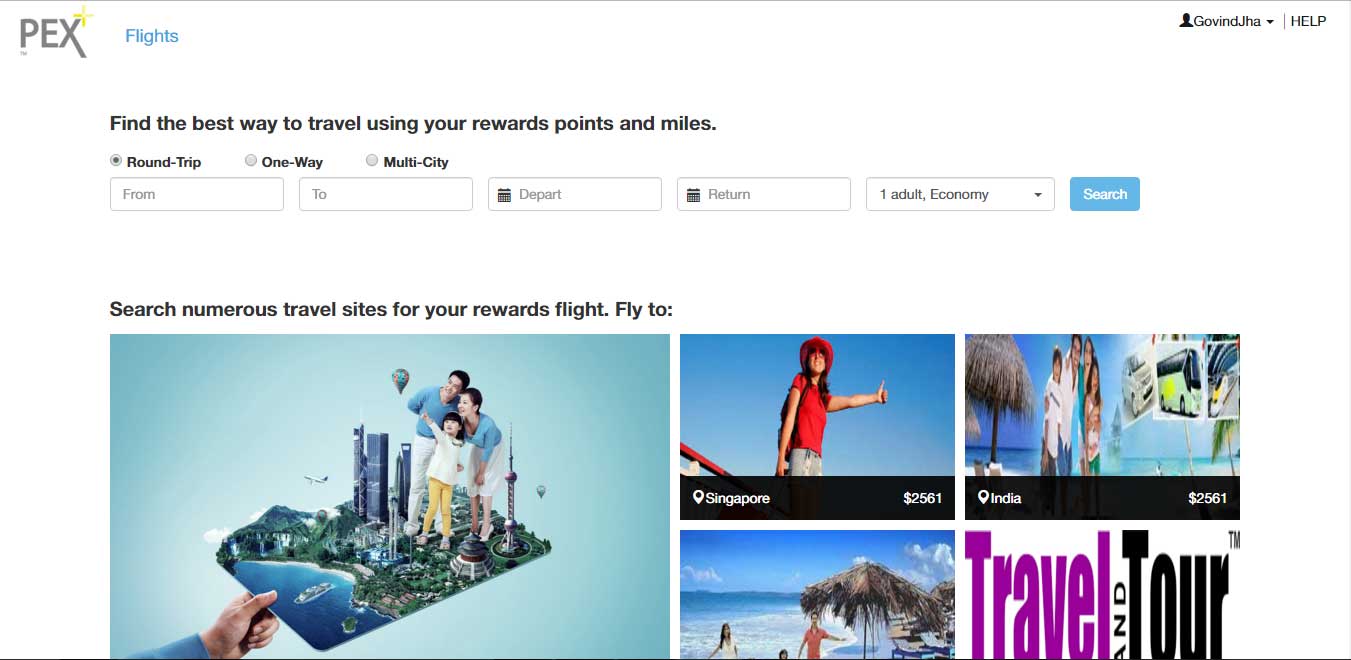 PEX
TM
Flights
GovindJha
HELP
Find the best way to travel using your rewards points and miles.
Round-Trip
One-Way
Multi-City
From
To
Depart
Return
1 adult, Economy
Search
Search numerous travel sites for your rewards flight. Fly to:
Singapore
$2561
India
$2561
Travel AND Tour TM